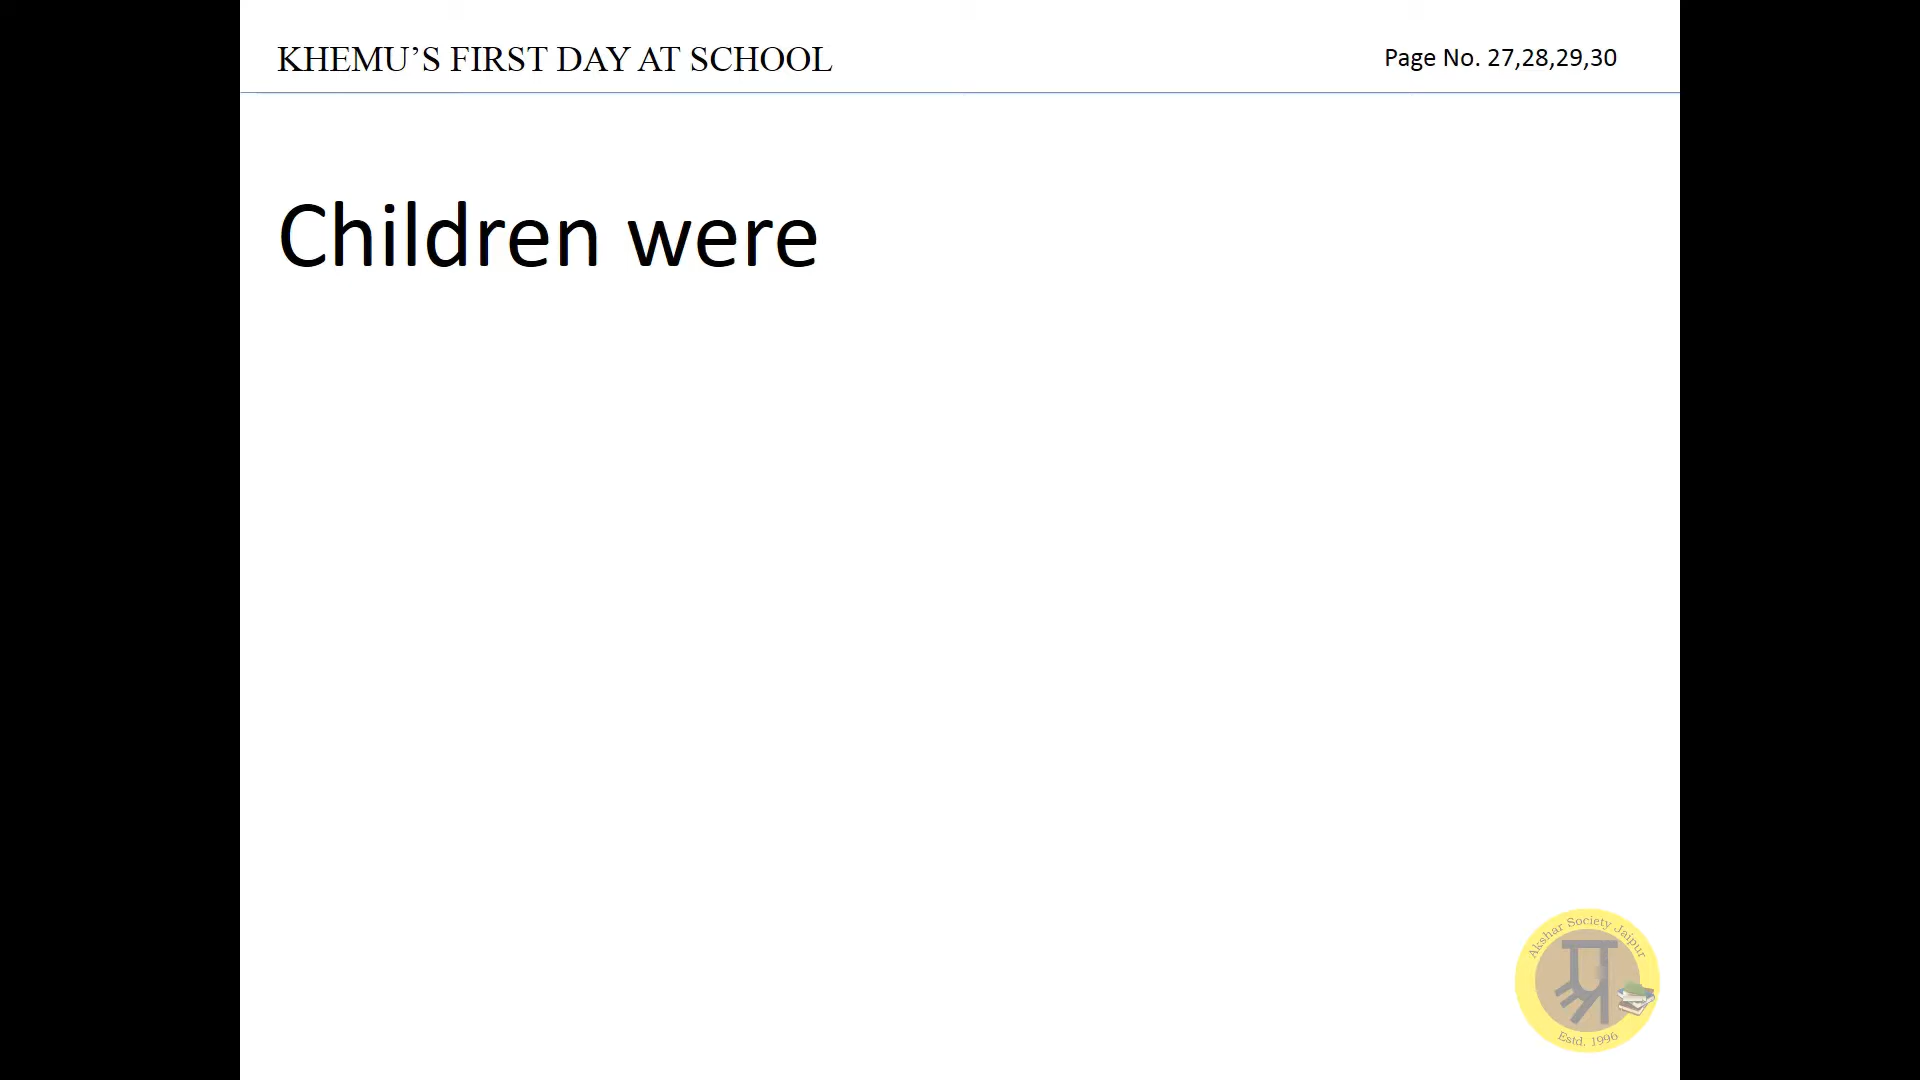 KHEMU’S FIRST DAY AT SCHOOL
Page No. 27,28,29,30
Children were
Akshar Society Jaipur
प्र
Estd. 1996